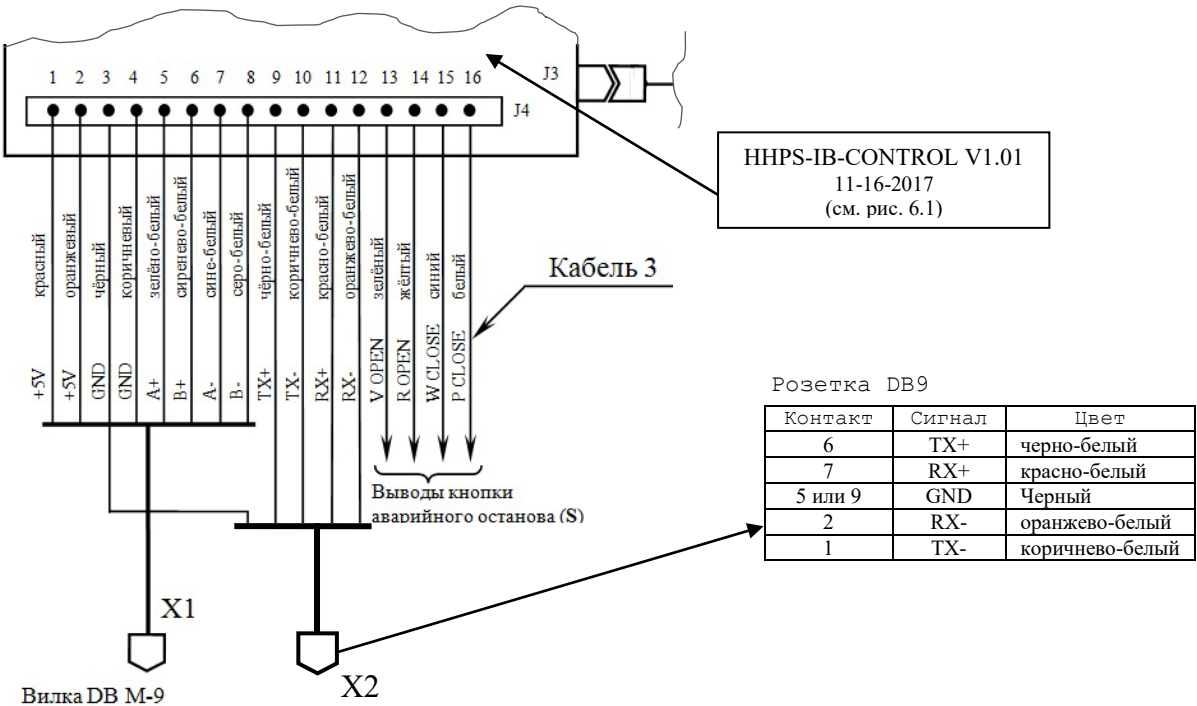 1 2 3 4 5 6 7 8 9 10 11 12 13 14 15 16
J3
J4
HHPS-IB-CONTROL V1.01
11-16-2017
(см. рис. 6.1)
красный
оранжевый
чёрный
коричневый
зелёно-белый
сиренево-белый
сине-белый
серо-белый
чёрно-белый
коричнево-белый
красно-белый
оранжево-белый
зелёный
жёлтый
синий
белый
Кабель 3
+5V
+5V
GND
GND
A+
B+
A-
B-
TX+
TX-
RX+
RX-
V OPEN
R OPEN
W CLOSE
P CLOSE
Выводы кнопки
аварийного останова (S)
Розетка DB9
Контакт Сигнал Цвет
6 TX+ черно-белый
7 RX+ красно-белый
5 или 9 GND Черный
2 RX- оранжево-белый
1 TX- коричнево-белый
X1
X2
Вилка DB M-9